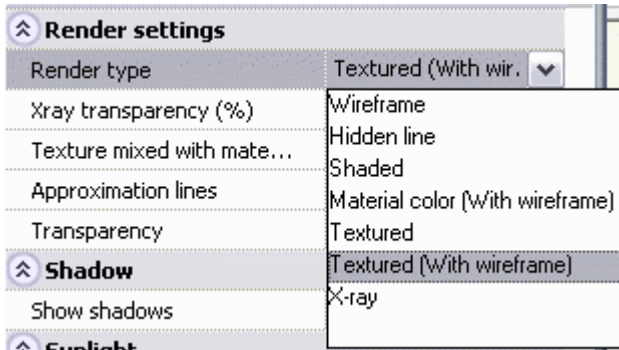 Render settings
Render type
Textured (With wir.
Xray transparency (%)
Texture mixed with mate...
Approximation lines
Transparency
Shadow
Show shadows
Sunlight
Wireframe
Hidden line
Shaded
Material color (With wireframe)
Textured
Textured (With wireframe)
X-ray